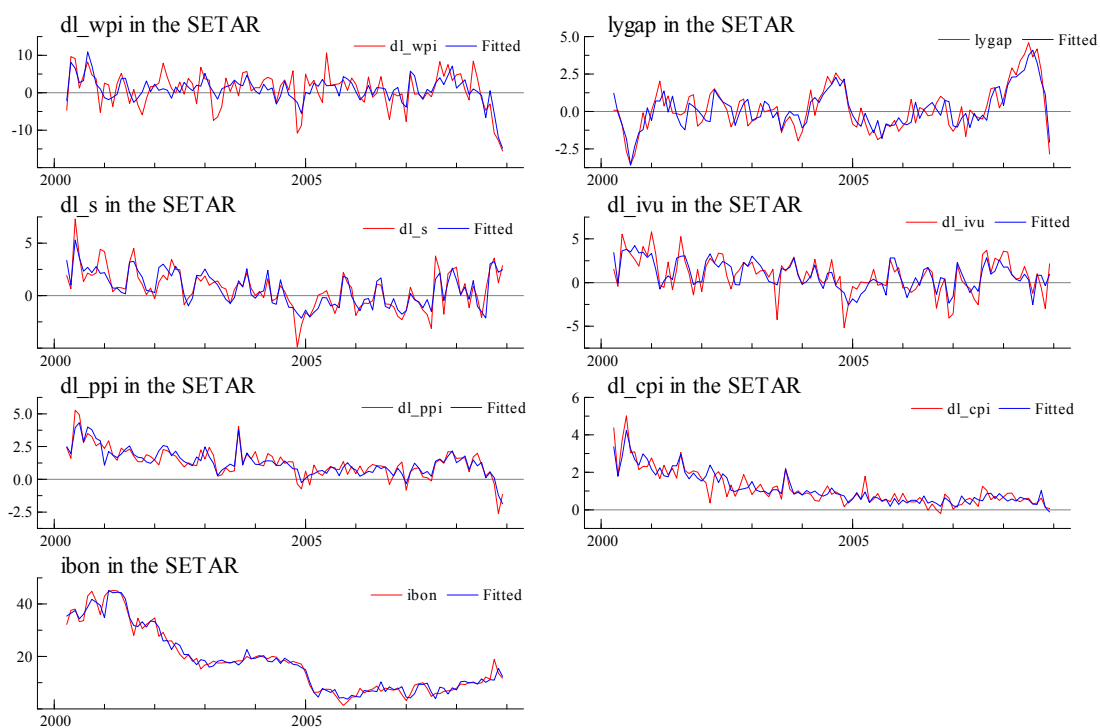 dl_wpi in the SETAR
dl_wpi Fitted
10
0
-10
2000 2005
lygap in the SETAR
lygap Fitted
5.0
2.5
0.0
-2.5
2000 2005
dl_s in the SETAR
dl_s Fitted
5
0
2000 2005
dl_ivu in the SETAR
dl_ivu Fitted
5
0
-5
2000 2005
dl_ppi in the SETAR
dl_ppi Fitted
5.0
2.5
0.0
-2.5
2000 2005
dl_cpi in the SETAR
dl_cpi Fitted
6
4
2
0
2000 2005
ibon in the SETAR
ibon Fitted
40
20
2000 2005